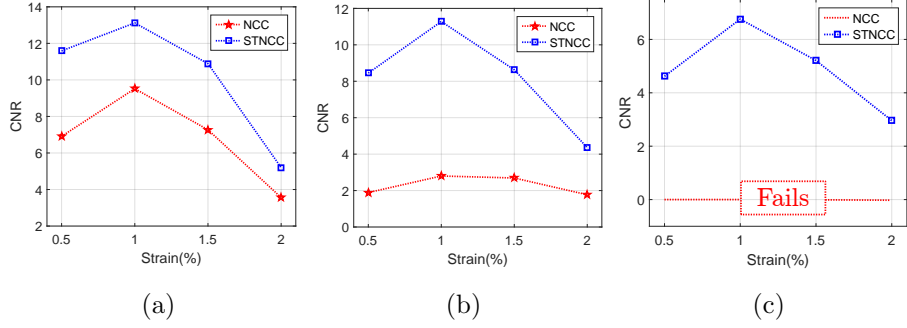 14
12
10
8
6
4
2
CNR
NCC
STNCC
0.5 1 1.5 2
Strain(%)
(a)
12
10
8
6
4
2
0
CNR
NCC
STNCC
0.5 1 1.5 2
Strain(%)
(b)
6
4
2
0
CNR
NCC
STNCC
Fails
0.5 1 1.5 2
Strain(%)
(c)